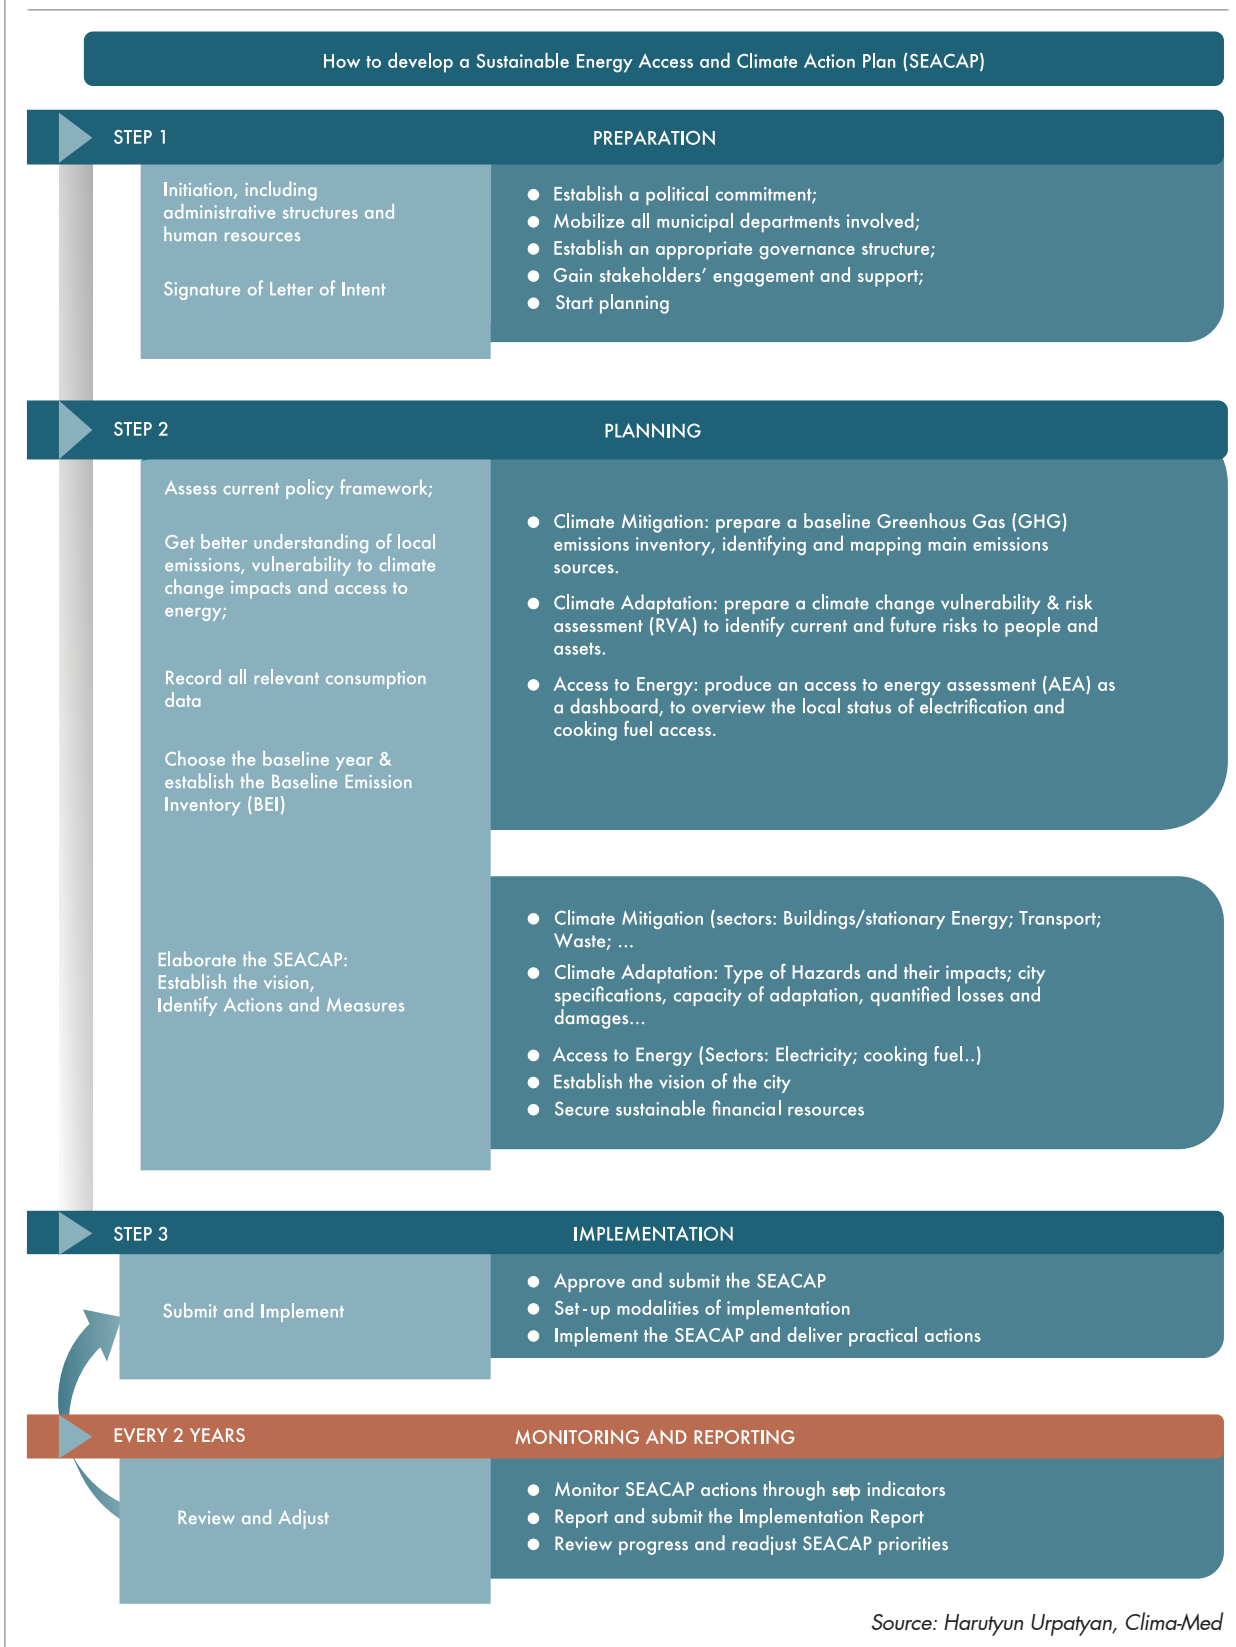 How to develop a Sustainable Energy Access and Climate Action Plan (SEACAP)
STEP 1
PREPARATION
Initiation, including
administrative structures and
human resources
Signature of Letter of Intent
● Establish a political commitment;
● Mobilize all municipal departments involved;
● Establish an appropriate governance structure;
● Gain stakeholders’ engagement and support;
● Start planning
STEP 2
PLANNING
Assess current policy framework;
Get better understanding of local
emissions, vulnerability to climate
change impacts and access to
energy;
Record all relevant consumption
data
Choose the baseline year &
establish the Baseline Emission
Inventory (BEI)
● Climate Mitigation: prepare a baseline Greenhous Gas (GHG)
emissions inventory, identifying and mapping main emissions
sources.
● Climate Adaptation: prepare a climate change vulnerability & risk
assessment (RVA) to identify current and future risks to people and
assets.
● Access to Energy: produce an access to energy assessment (AEA) as
a dashboard, to overview the local status of electrification and
cooking fuel access.
Elaborate the SEACAP:
Establish the vision,
Identify Actions and Measures
● Climate Mitigation (sectors: Buildings/stationary Energy; Transport;
Waste; ...
● Climate Adaptation: Type of Hazards and their impacts; city
specifications, capacity of adaptation, quantified losses and
damages...
● Access to Energy (Sectors: Electricity; cooking fuel..)
● Establish the vision of the city
● Secure sustainable financial resources
STEP 3
IMPLEMENTATION
Submit and Implement
● Approve and submit the SEACAP
● Set-up modalities of implementation
● Implement the SEACAP and deliver practical actions
EVERY 2 YEARS
MONITORING AND REPORTING
Review and Adjust
● Monitor SEACAP actions through indicators
● Report and submit the Implementation Report
● Review progress and readjust SEACAP priorities
Source: Harutyun Urpatyan, Clima-Med